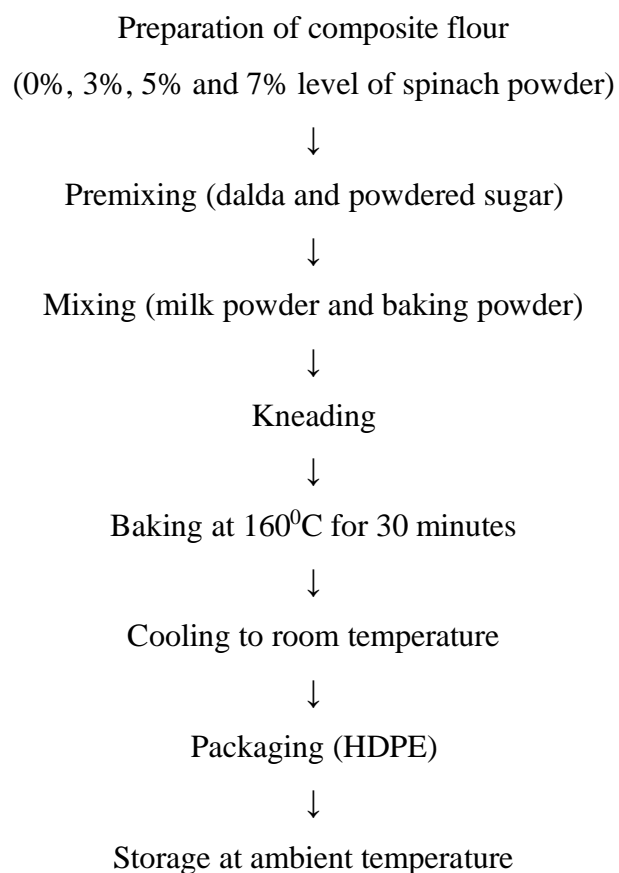 Preparation of composite flour
(0%, 3%, 5% and 7% level of spinach powder)
↓
Premixing (dalda and powdered sugar)
↓
Mixing (milk powder and baking powder)
↓
Kneading
↓
Baking at 160⁰C for 30 minutes
↓
Cooling to room temperature
↓
Packaging (HDPE)
↓
Storage at ambient temperature